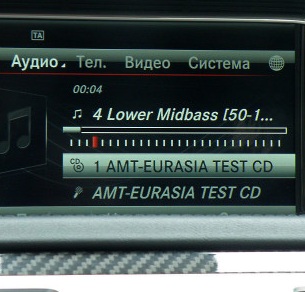 TA
Аудио Тел. Видео Система
00:04
4 Lower Midbass [50-1...
CD 1 AMT-EURASIA TEST CD
AMT-EURASIA TEST CD